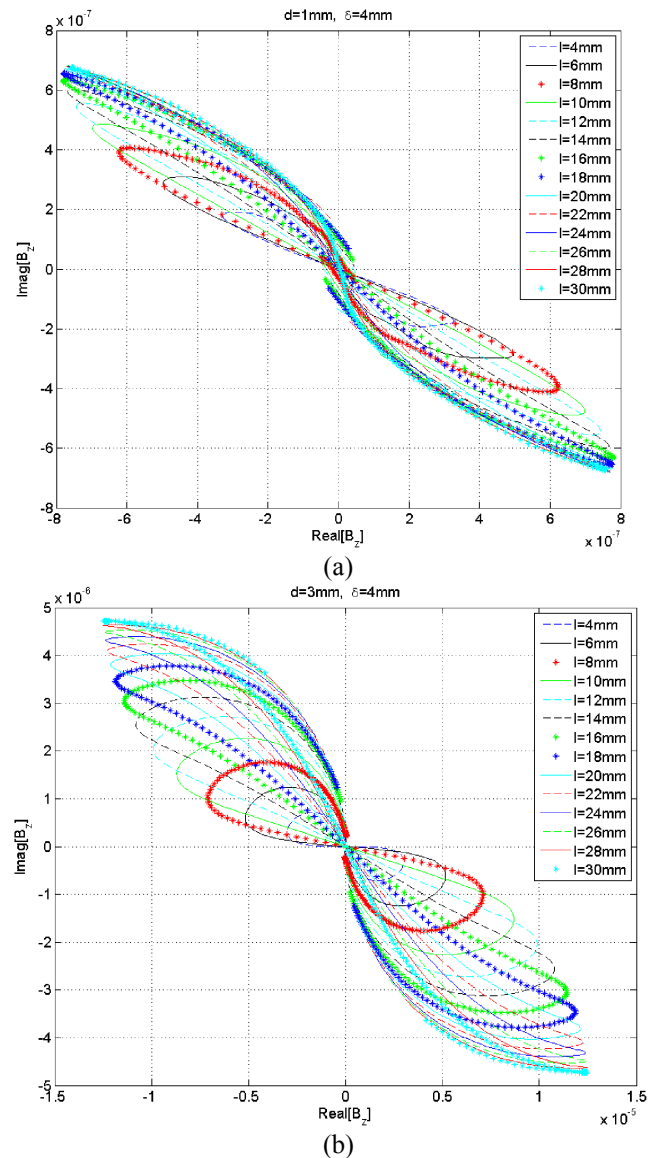 d=1mm, δ=4mm
x 10⁻⁷
8
6
4
2
0
-2
-4
-6
-8
Imag[B_Z]
l=4mm
l=6mm
l=8mm
l=10mm
l=12mm
l=14mm
l=16mm
l=18mm
l=20mm
l=22mm
l=24mm
l=26mm
l=28mm
l=30mm
-8 -6 -4 -2 0 2 4 6 8
Real[B_Z]
x 10⁻⁷
(a)
d=3mm, δ=4mm
x 10⁻⁶
5
4
3
2
1
0
-1
-2
-3
-4
-5
Imag[B_Z]
l=4mm
l=6mm
l=8mm
l=10mm
l=12mm
l=14mm
l=16mm
l=18mm
l=20mm
l=22mm
l=24mm
l=26mm
l=28mm
l=30mm
-1.5 -1 -0.5 0 0.5 1 1.5
Real[B_Z]
x 10⁻⁵
(b)